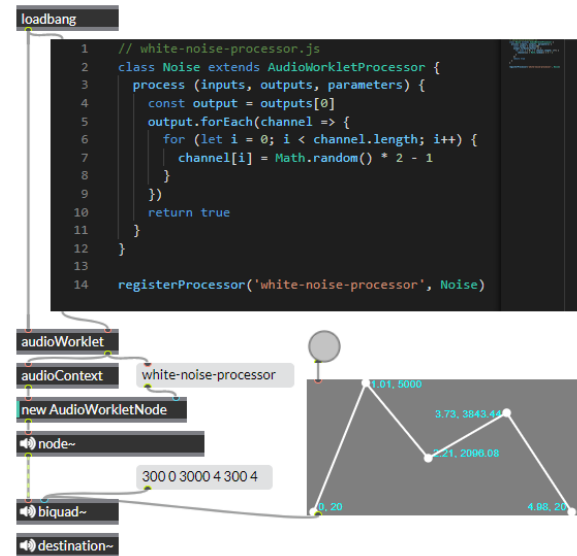 loadbang
1 // white-noise-processor.js
2 class Noise extends AudioWorkletProcessor {
3 process (inputs, outputs, parameters) {
4 const output = outputs[0]
5 output.forEach(channel => {
6 for (let i = 0; i < channel.length; i++) {
7 channel[i] = Math.random() * 2 - 1
8 }
9 })
10 return true
11 }
12 }
13
14 registerProcessor('white-noise-processor', Noise)
audioWorklet
audioContext
white-noise-processor
new AudioWorkletNode
node~
300 0 3000 4 300 4
biquad~
destination~
1.01, 5000
3.73, 3843.44
2.21, 2096.08
0, 20
4.98, 20